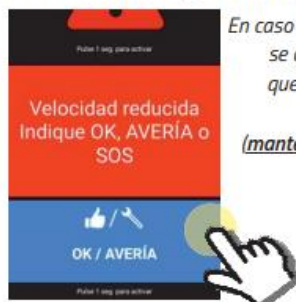 Pulse 1 seg. para activar
Velocidad reducida
Indique OK, AVERÍA o
SOS
OK / AVERÍA
Pulse 1 seg. para activar
En caso
se
que
(mante